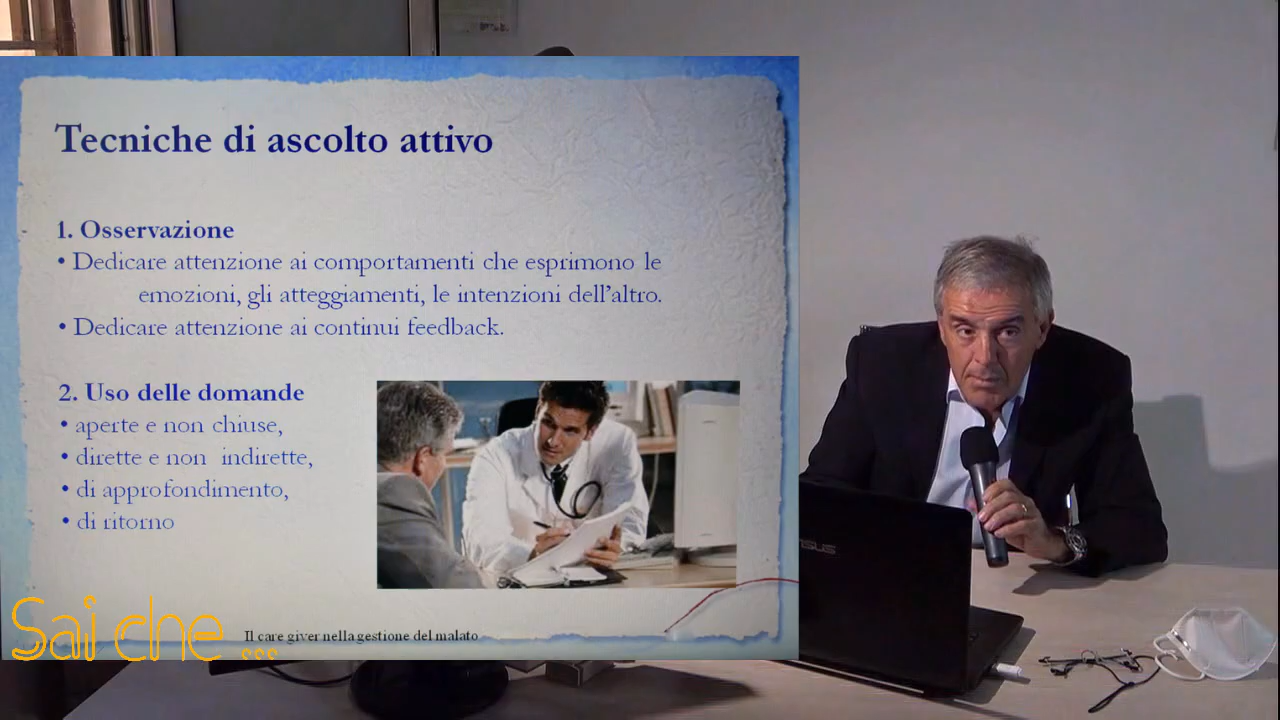 Tecniche di ascolto attivo
1. Osservazione
• Dedicare attenzione ai comportamenti che esprimono le
emozioni, gli atteggiamenti, le intenzioni dell'altro.
• Dedicare attenzione ai continui feedback.
2. Uso delle domande
• aperte e non chiuse,
• dirette e non indirette,
• di approfondimento,
• di ritorno
Sai che ...
Il care giver nella gestione del malato
ASUS